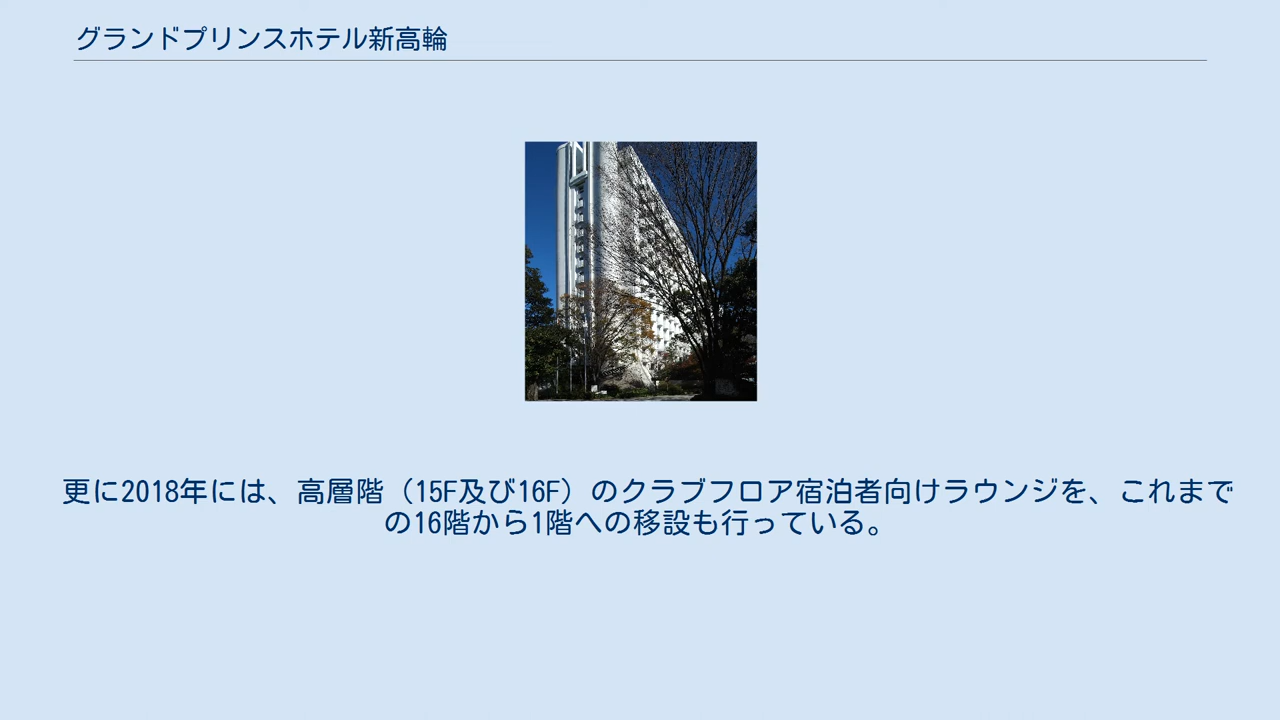 グランドプリンスホテル新高輪
更に2018年には、高層階（15F及び16F）のクラブフロア宿泊者向けラウンジを、これまで
の16階から1階への移設も行っている。